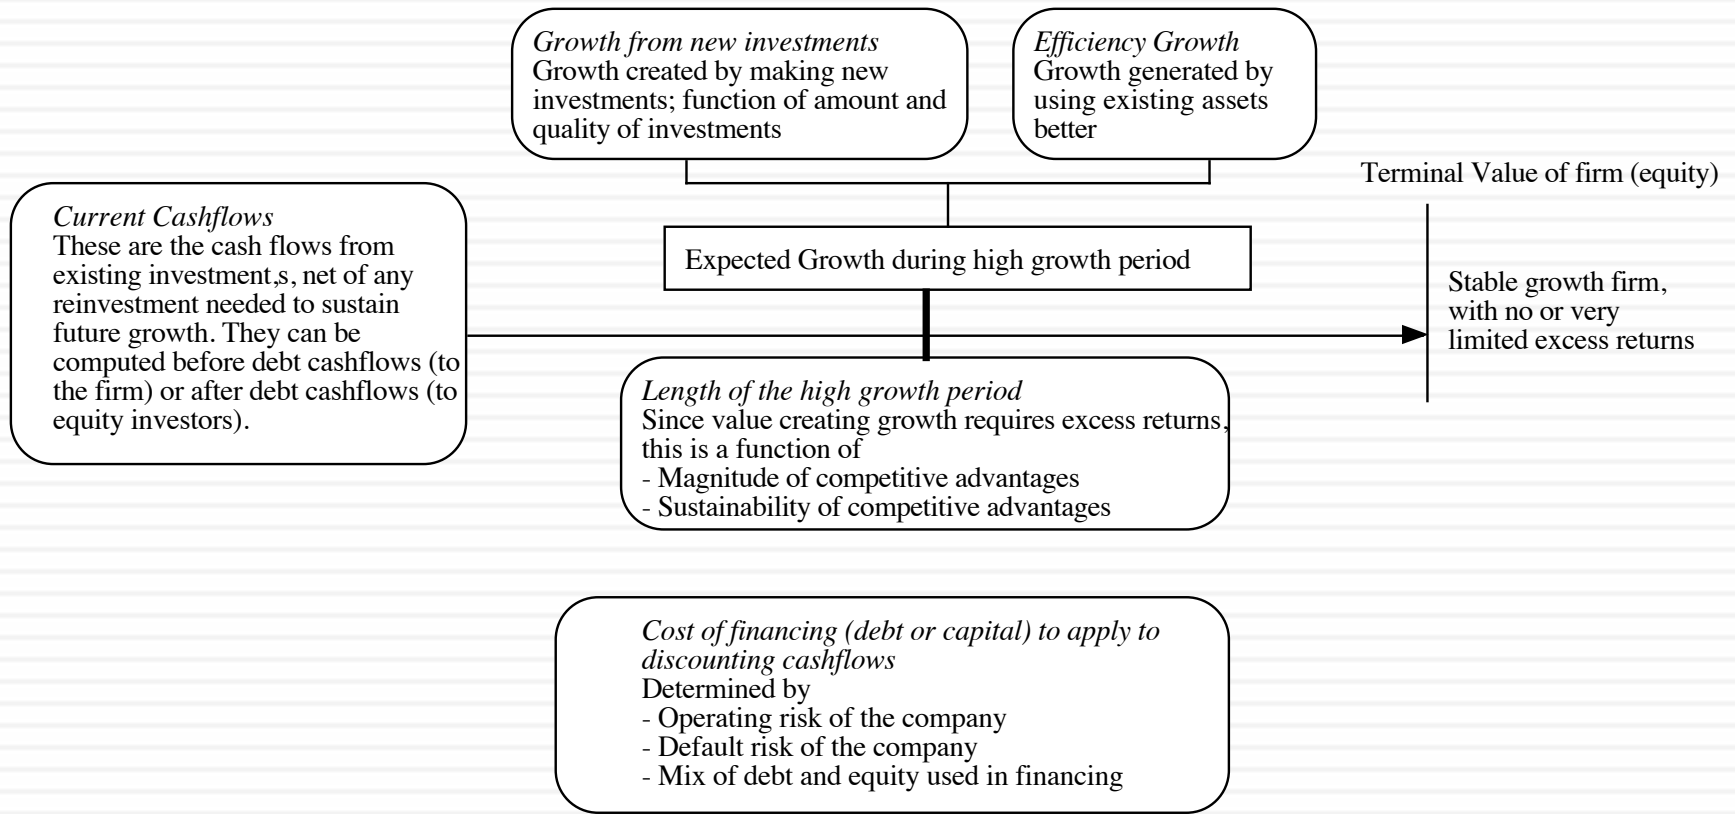 Growth from new investments
Growth created by making new
investments; function of amount and
quality of investments
Efficiency Growth
Growth generated by
using existing assets
better
Terminal Value of firm (equity)
Current Cashflows
These are the cash flows from
existing investment,s, net of any
reinvestment needed to sustain
future growth. They can be
computed before debt cashflows (to
the firm) or after debt cashflows (to
equity investors).
Expected Growth during high growth period
Stable growth firm,
with no or very
limited excess returns
Length of the high growth period
Since value creating growth requires excess returns,
this is a function of
- Magnitude of competitive advantages
- Sustainability of competitive advantages
Cost of financing (debt or capital) to apply to
discounting cashflows
Determined by
- Operating risk of the company
- Default risk of the company
- Mix of debt and equity used in financing